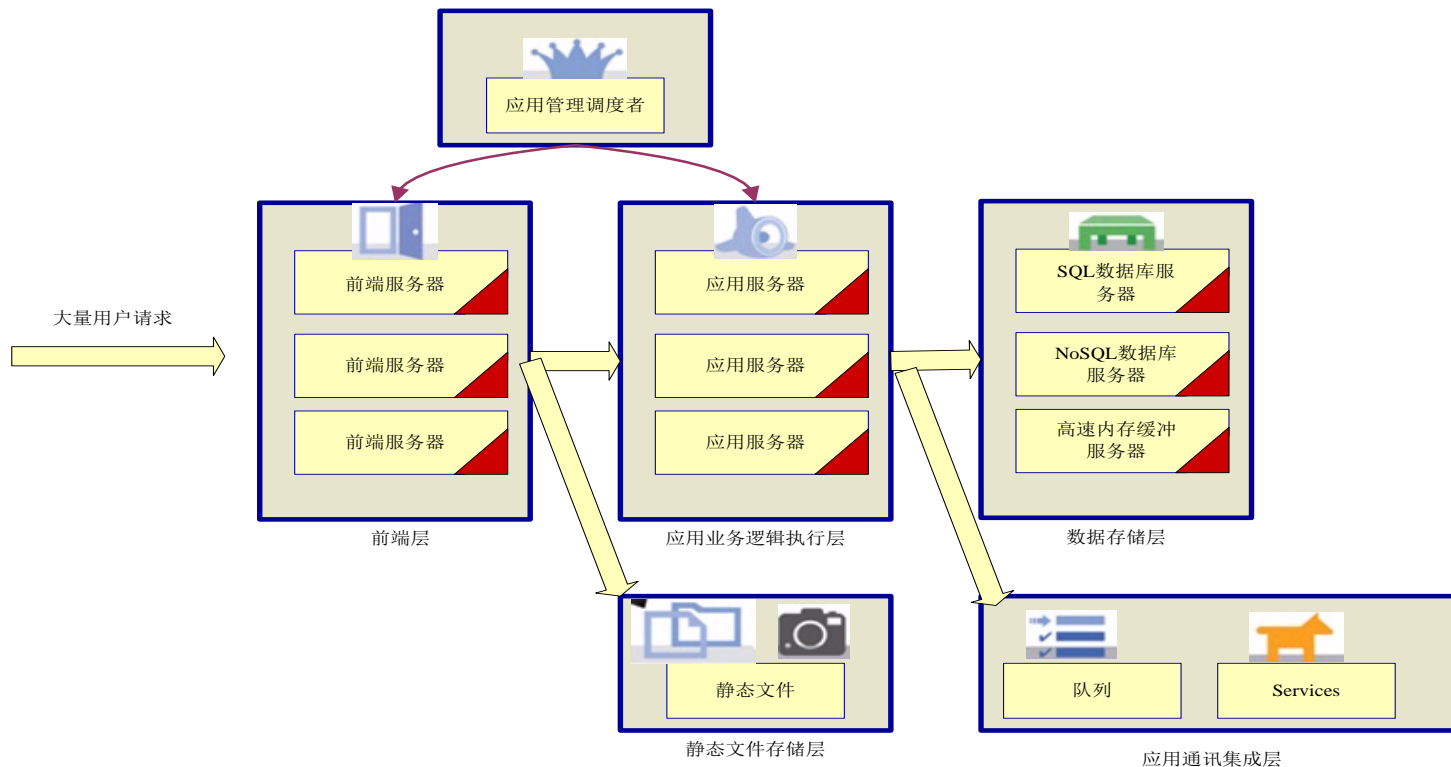 应用管理调度者
大量用户请求
前端服务器
前端服务器
前端服务器
前端层
应用服务器
应用服务器
应用服务器
应用业务逻辑执行层
SQL数据库服
务器
NoSQL数据库
服务器
高速内存缓冲
服务器
数据存储层
静态文件
静态文件存储层
队列
Services
应用通讯集成层